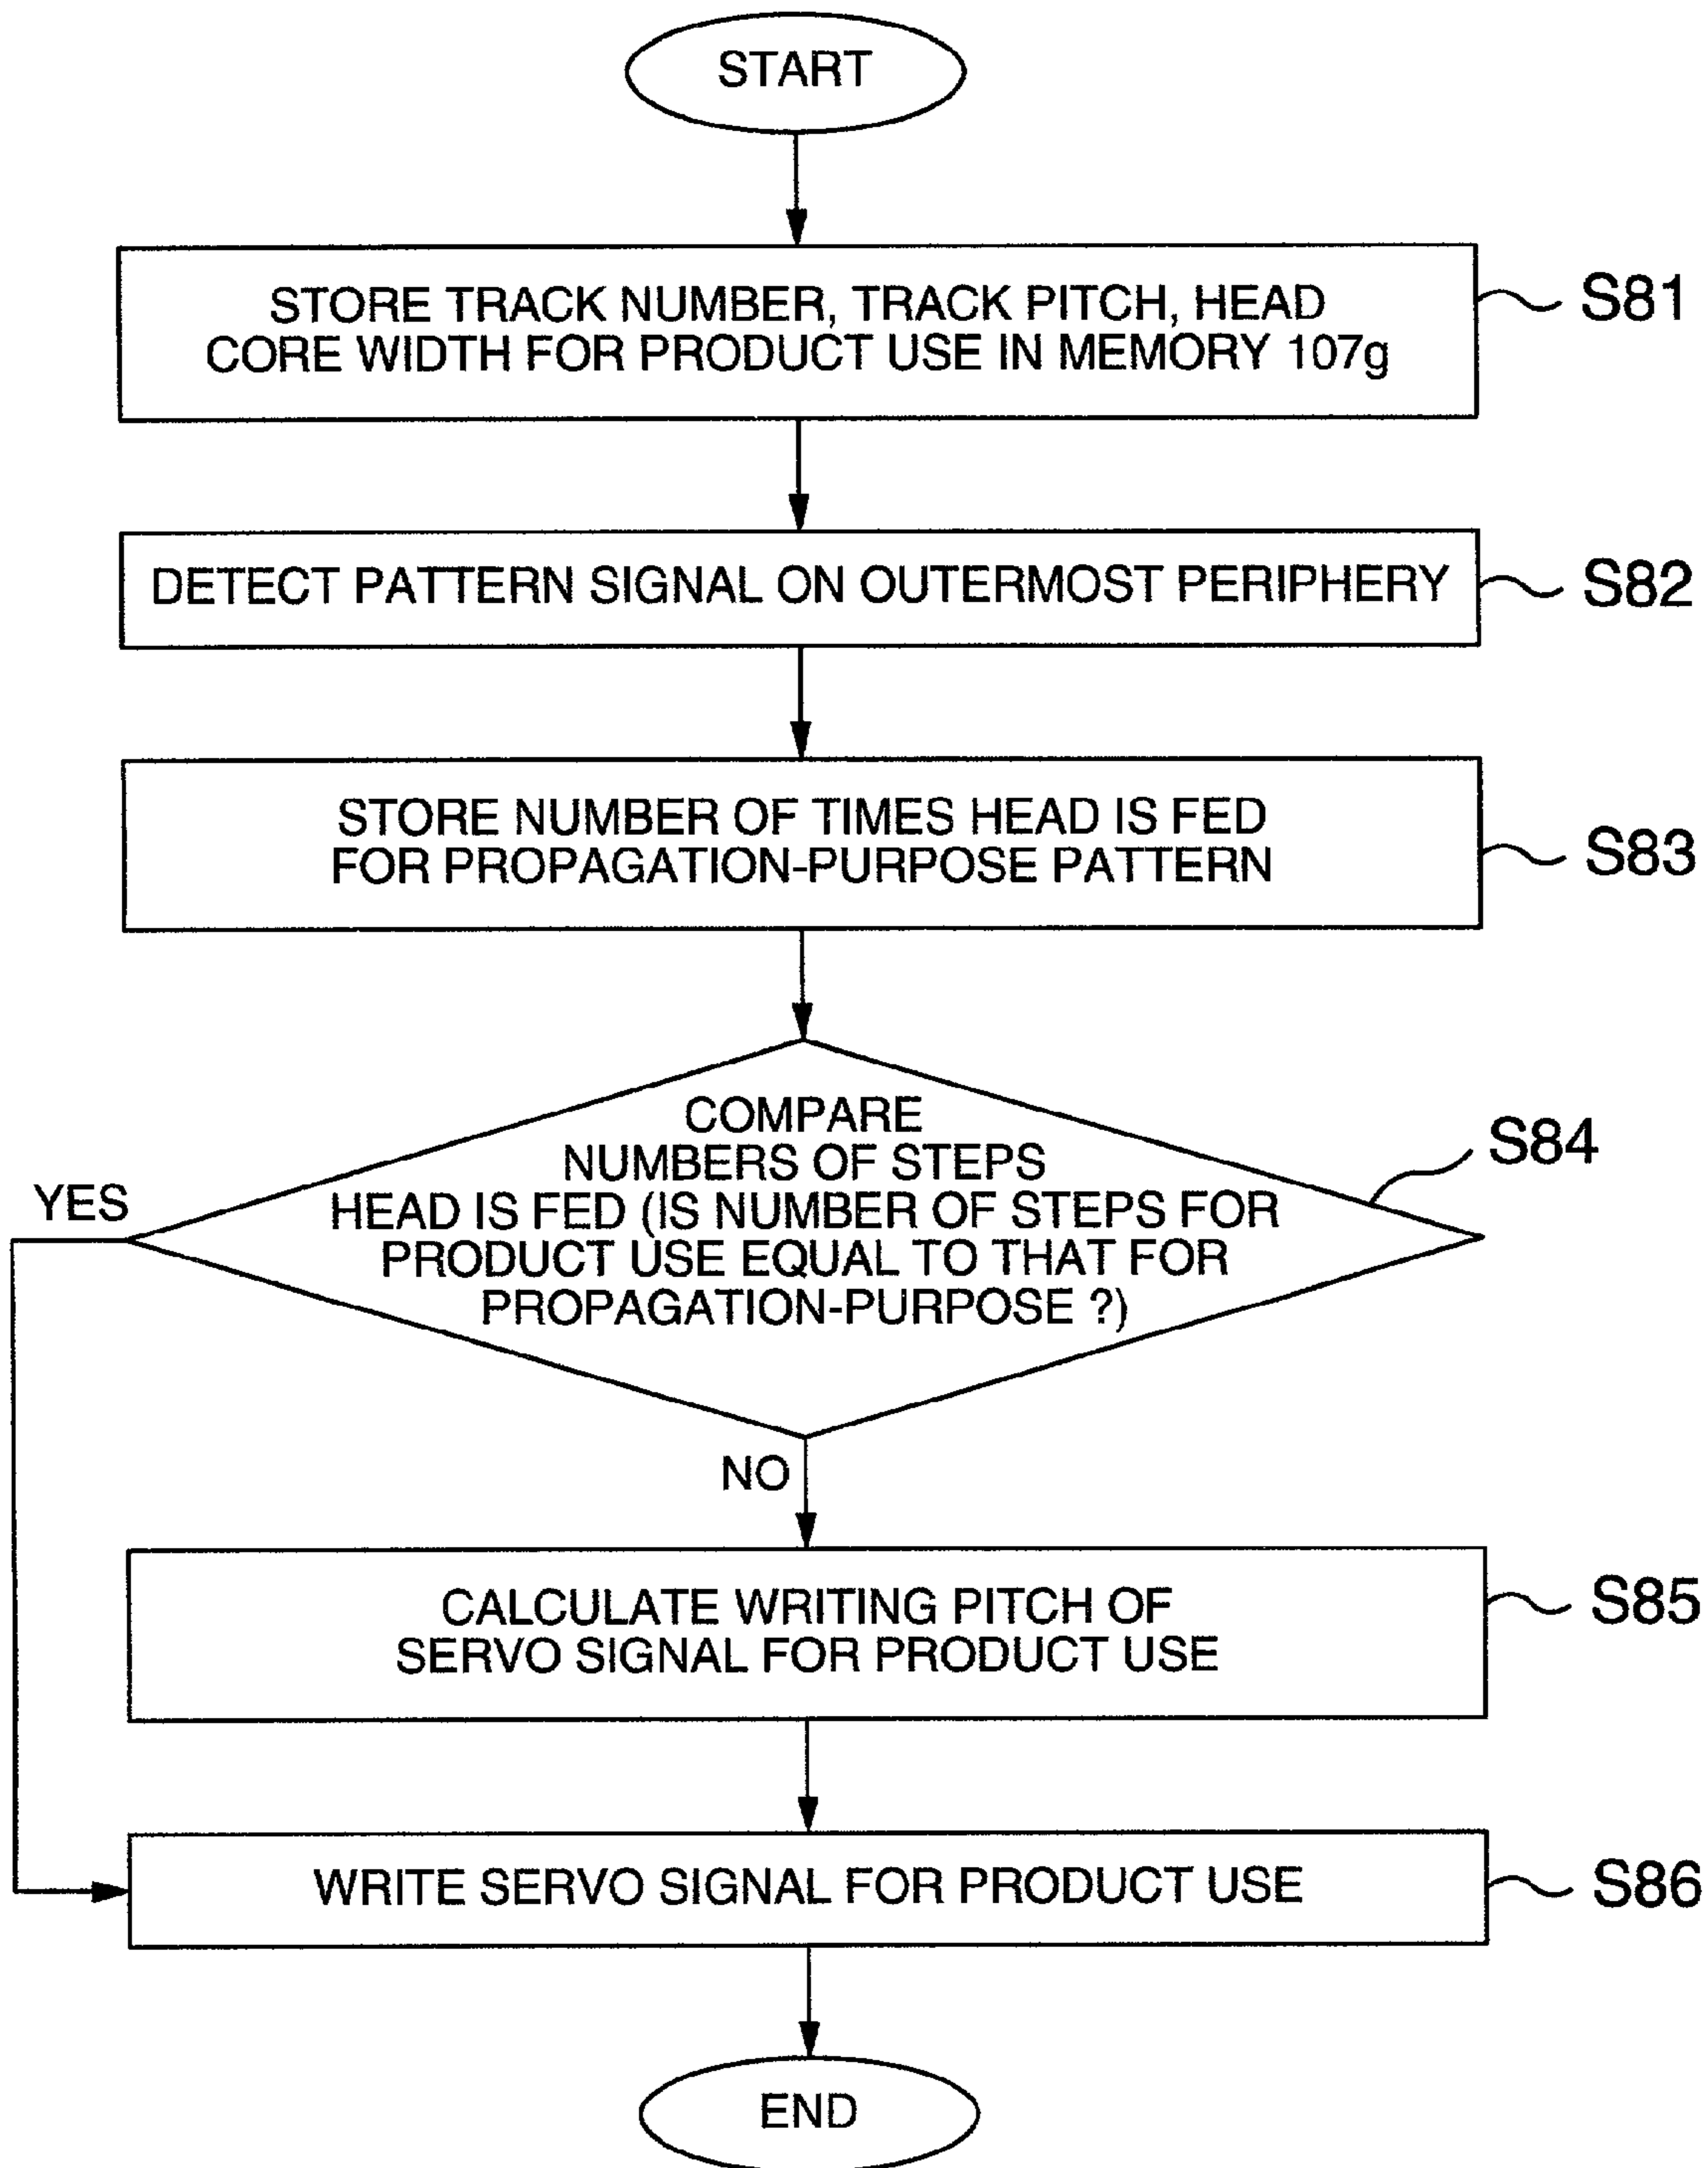 START
STORE TRACK NUMBER, TRACK PITCH, HEAD
CORE WIDTH FOR PRODUCT USE IN MEMORY 107g
S81
DETECT PATTERN SIGNAL ON OUTERMOST PERIPHERY
S82
STORE NUMBER OF TIMES HEAD IS FED
FOR PROPAGATION-PURPOSE PATTERN
S83
COMPARE
NUMBERS OF STEPS
HEAD IS FED (IS NUMBER OF STEPS FOR
PRODUCT USE EQUAL TO THAT FOR
PROPAGATION-PURPOSE ?)
S84
YES
NO
CALCULATE WRITING PITCH OF
SERVO SIGNAL FOR PRODUCT USE
S85
WRITE SERVO SIGNAL FOR PRODUCT USE
S86
END